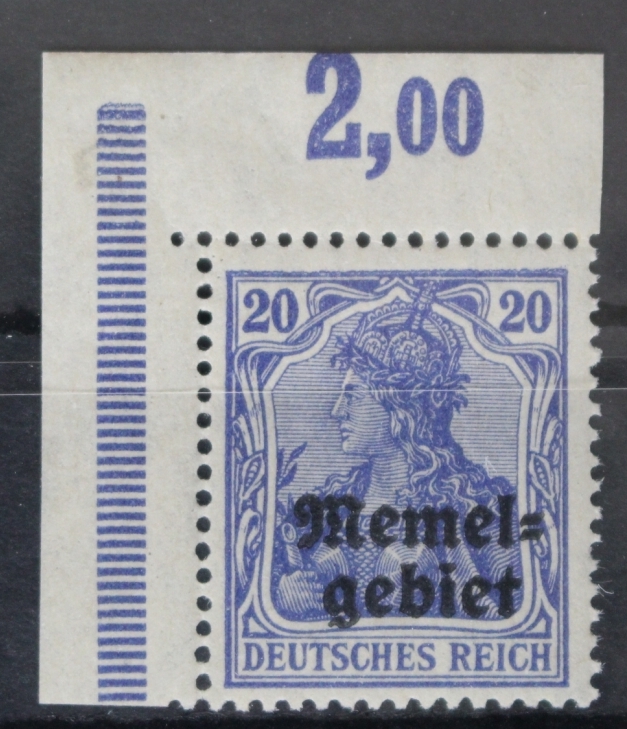 2,00
20 20
Memel=
gebiet
DEUTSCHES REICH